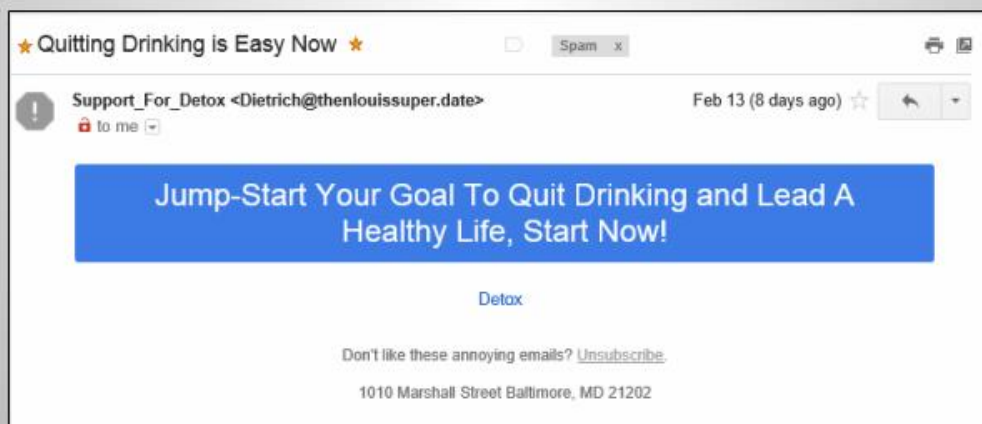 Quitting Drinking is Easy Now
Spam x
Support_For_Detox <Dietrich@thenlouissuper.date>
Feb 13 (8 days ago)
to me
Jump-Start Your Goal To Quit Drinking and Lead A
Healthy Life, Start Now!
Detox
Don't like these annoying emails? Unsubscribe.
1010 Marshall Street Baltimore, MD 21202